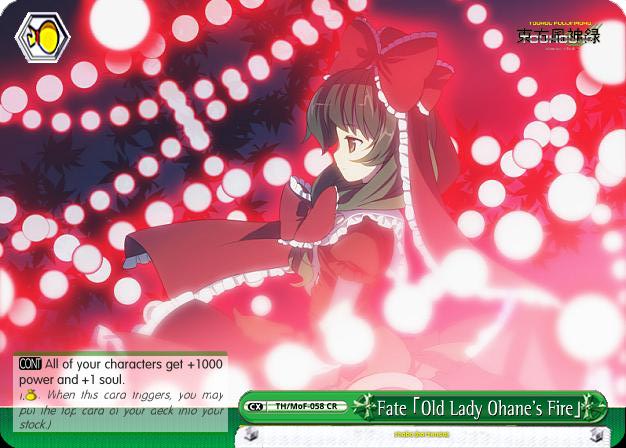 東方風神録
CONT All of your characters get +1000
power and +1 soul.
When this card triggers, you may
put the top card of your deck into your
stock.)
CX TH/MoF-058 CR
Fate「Old Lady Ohane's Fire」